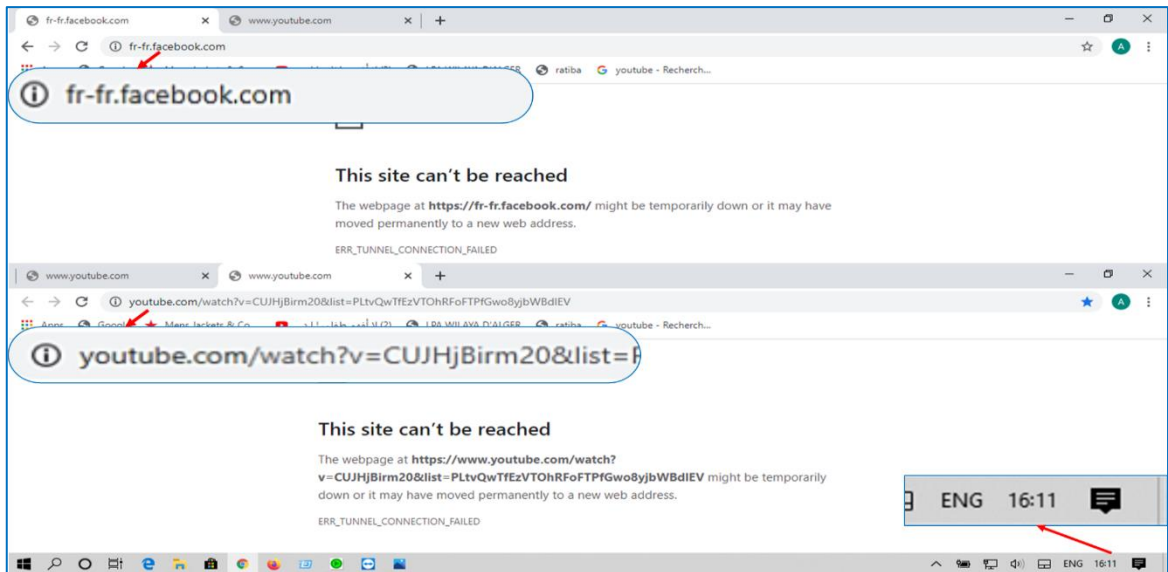 fr-fr.facebook.com
www.youtube.com
fr-fr.facebook.com
ratiba
youtube - Recherch...
fr-fr.facebook.com
This site can't be reached
The webpage at https://fr-fr.facebook.com/ might be temporarily down or it may have
moved permanently to a new web address.
ERR_TUNNEL_CONNECTION_FAILED
www.youtube.com
www.youtube.com
youtube.com/watch?v=CUJHjBirm20&list=PLtvQwTfEzVTOhRFoFTPfGwo8yjbWBdlEV
Apps Google Mens Jackets & Co... LPA WILAYA D'ALGER ratiba youtube - Recherch...
youtube.com/watch?v=CUJHjBirm20&list=P
This site can't be reached
The webpage at https://www.youtube.com/watch?
v=CUJHjBirm20&list=PLtvQwTfEzVTOhRFoFTPfGwo8yjbWBdlEV might be temporarily
down or it may have moved permanently to a new web address.
ERR_TUNNEL_CONNECTION_FAILED
ENG 16:11
ENG 16:11